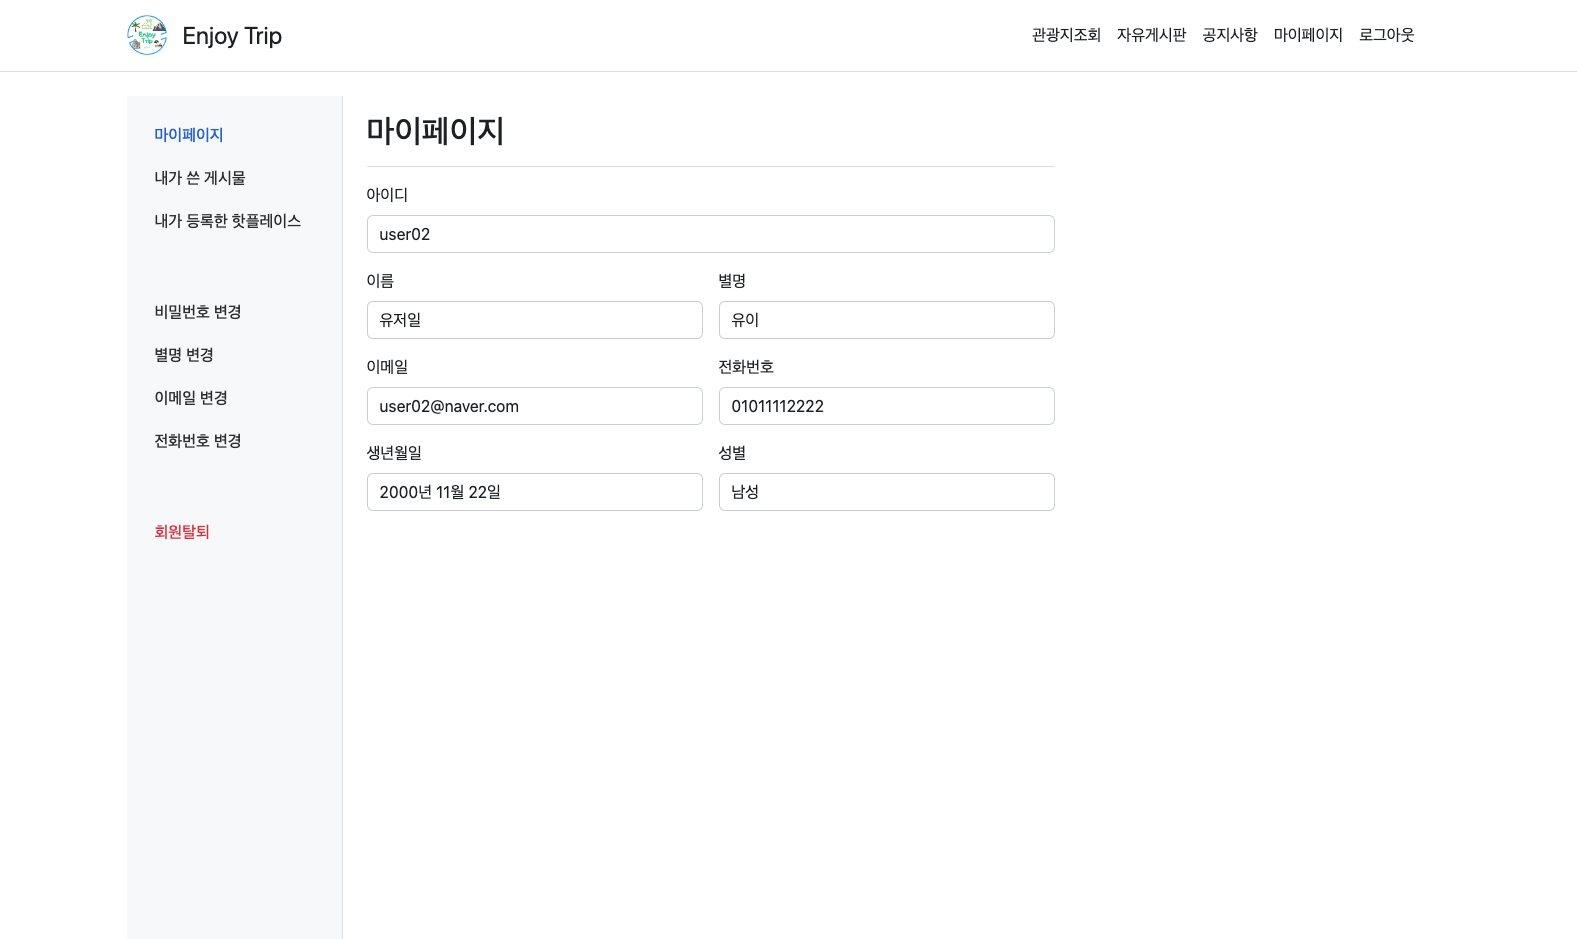 Enjoy Trip
Enjoy Trip
관광지조회 자유게시판 공지사항 마이페이지 로그아웃
마이페이지
내가 쓴 게시물
내가 등록한 핫플레이스
비밀번호 변경
별명 변경
이메일 변경
전화번호 변경
회원탈퇴
마이페이지
아이디
user02
이름 별명
유저일 유이
이메일 전화번호
user02@naver.com 01011112222
생년월일 성별
2000년 11월 22일 남성